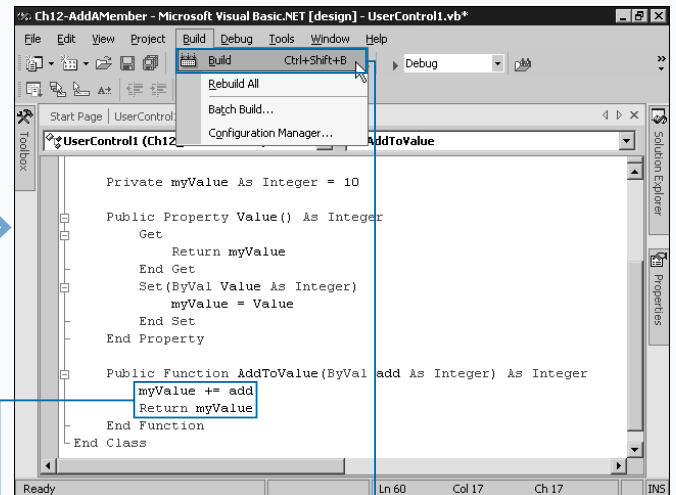 Ch12-AddAMember - Microsoft Visual Basic.NET [design] - UserControl1.vb*
File Edit View Project Build Debug Tools Window Help
Build Ctrl+Shift+B
Debug
Rebuild All
Batch Build...
Configuration Manager...
Start Page UserControl
Toolbox
UserControl1 (Ch12_
AddToValue
Solution Explorer
Properties
Private myValue As Integer = 10
Public Property Value() As Integer
Get
Return myValue
End Get
Set(ByVal Value As Integer)
myValue = Value
End Set
End Property
Public Function AddToValue(ByVal add As Integer) As Integer
myValue += add
Return myValue
End Function
End Class
Ready Ln 60 Col 17 Ch 17 INS